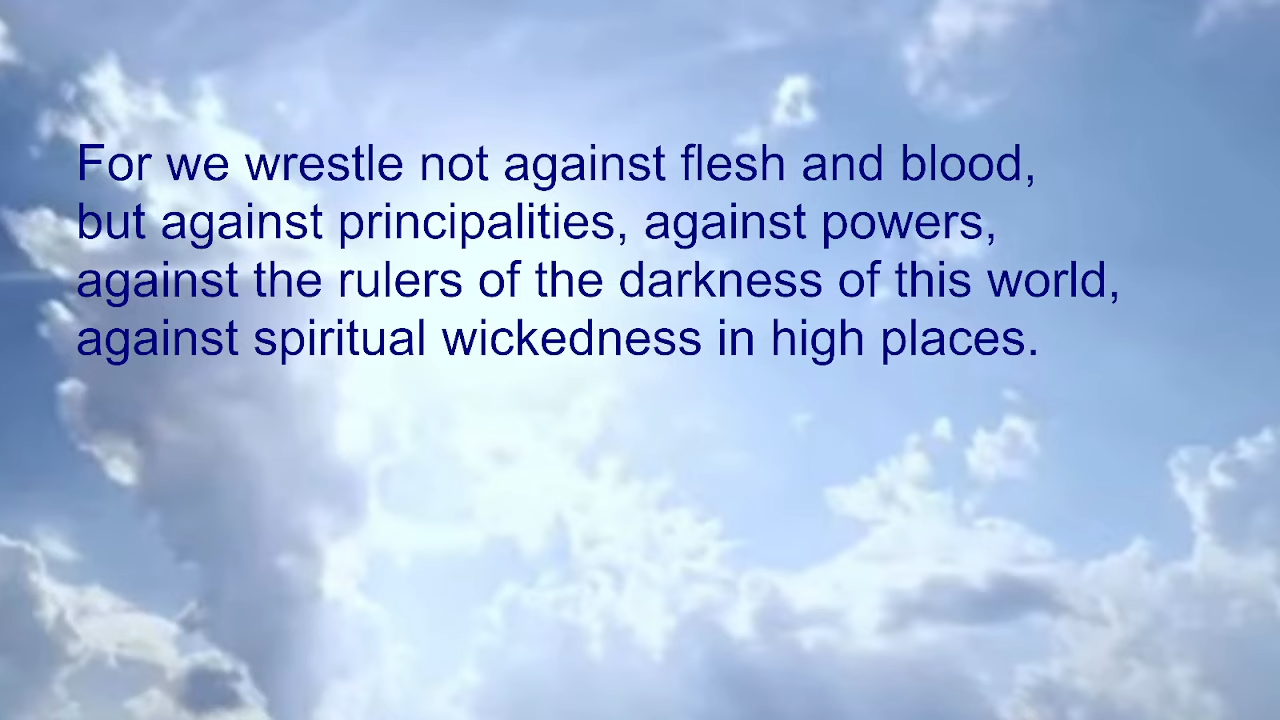 For we wrestle not against flesh and blood,
but against principalities, against powers,
against the rulers of the darkness of this world,
against spiritual wickedness in high places.